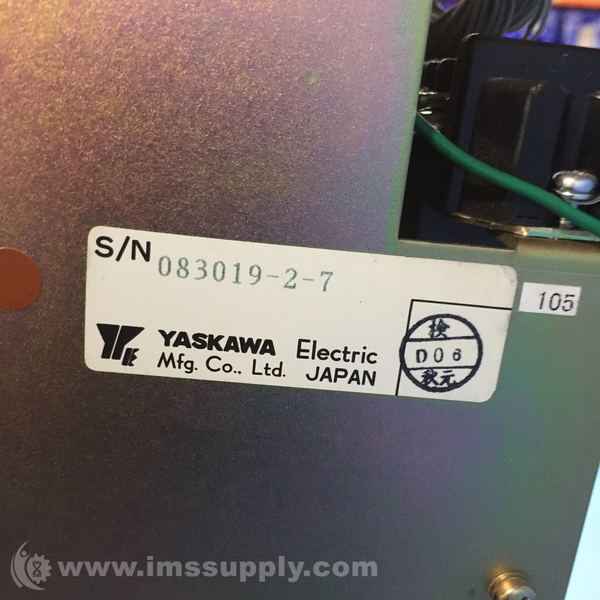 S/N 083019-2-7
YASKAWA Electric
Mfg. Co., Ltd. JAPAN
検
D06
秋元
105
www.imssupply.com